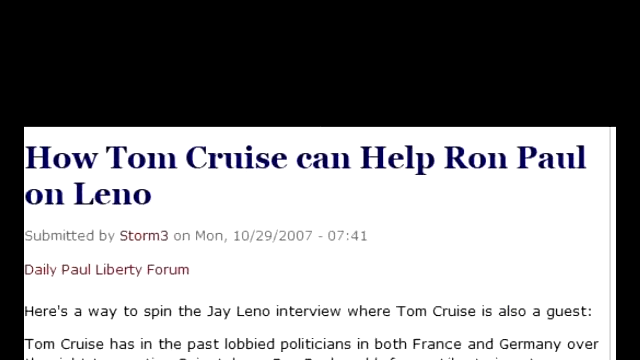 How Tom Cruise can Help Ron Paul
on Leno
Submitted by Storm3 on Mon, 10/29/2007 - 07:41
Daily Paul Liberty Forum
Here's a way to spin the Jay Leno interview where Tom Cruise is also a guest:
Tom Cruise has in the past lobbied politicians in both France and Germany over